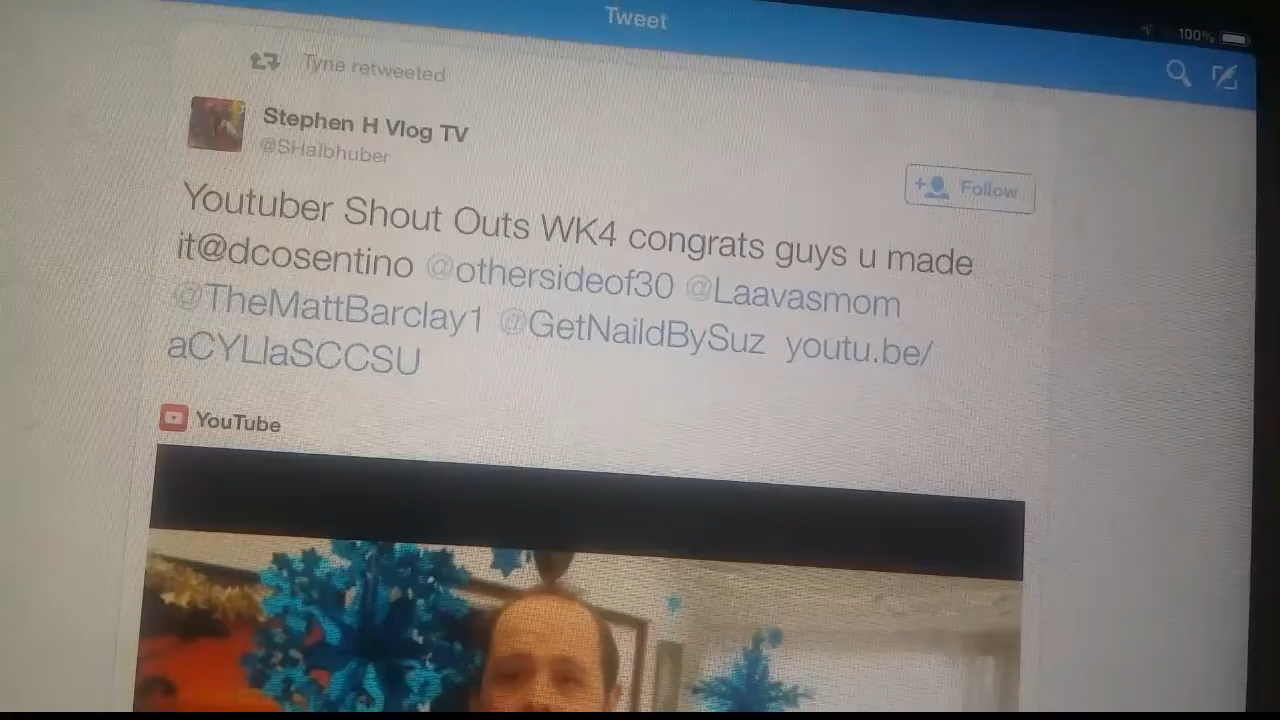 Tweet
100%
Tyne retweeted
Stephen H Vlog TV
@SHalbhuber
Follow
Youtuber Shout Outs WK4 congrats guys u made
it@dcosentino @othersideof30 @Laavasmom
@TheMattBarclay1 @GetNaildBySuz youtu.be/
aCYLlaSCCSU
YouTube